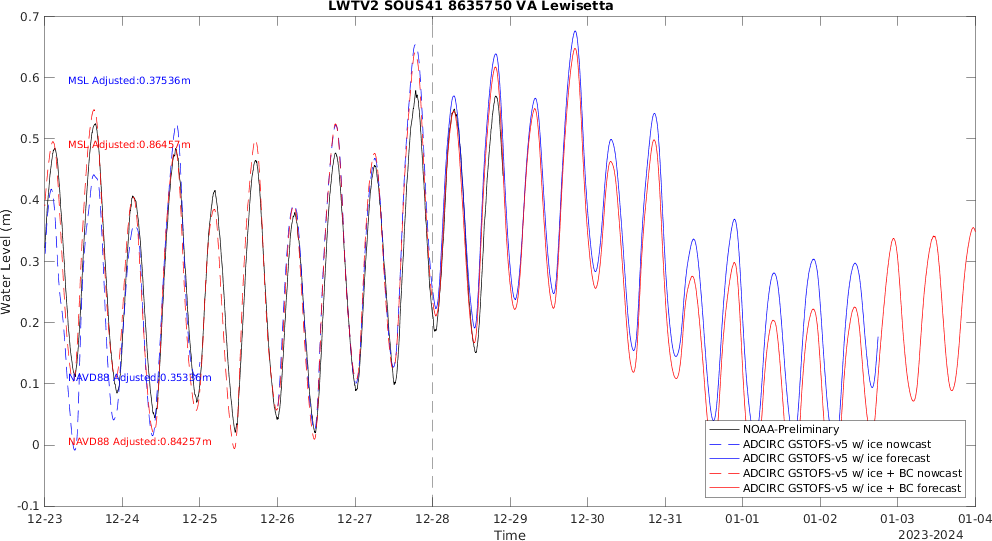 LWTV2 SOUS41 8635750 VA Lewisetta
0.7
0.6
0.5
0.4
0.3
0.2
0.1
0
-0.1
Water Level (m)
MSL Adjusted:0.37536m
MSL Adjusted:0.86457m
NAVD88 Adjusted:0.35336m
NAVD88 Adjusted:0.84257m
NOAA-Preliminary
ADCIRC GSTOFS-v5 w/ ice nowcast
ADCIRC GSTOFS-v5 w/ ice forecast
ADCIRC GSTOFS-v5 w/ ice + BC nowcast
ADCIRC GSTOFS-v5 w/ ice + BC forecast
12-23 12-24 12-25 12-26 12-27 12-28 12-29 12-30 12-31 01-01 01-02 01-03 01-04
Time
2023-2024